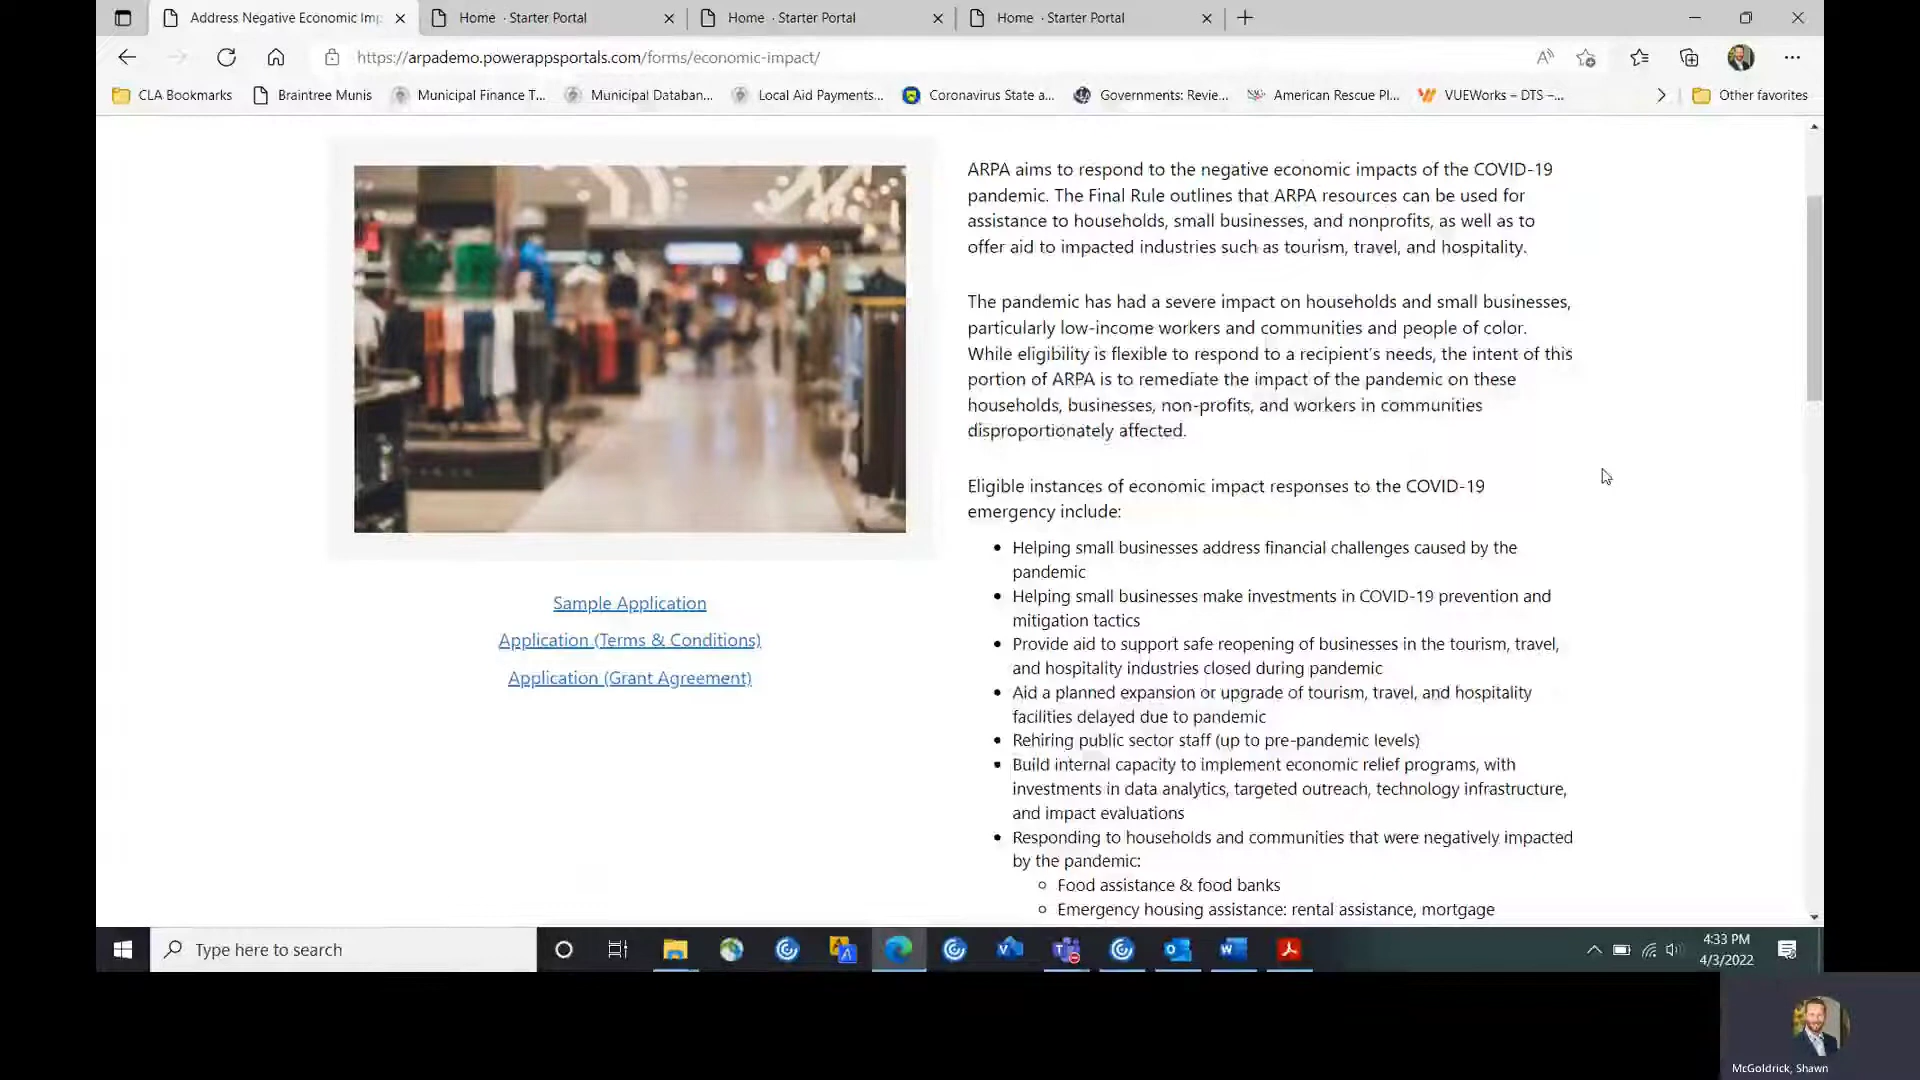 Address Negative Economic Imp
Home · Starter Portal
Home · Starter Portal
Home · Starter Portal
https://arpademo.powerappsportals.com/forms/economic-impact/
CLA Bookmarks
Braintree Munis
Municipal Finance T...
Municipal Databan...
Local Aid Payments...
Coronavirus State a...
Governments: Revie...
American Rescue Pl...
VUEWorks – DTS –...
Other favorites
ARPA aims to respond to the negative economic impacts of the COVID-19
pandemic. The Final Rule outlines that ARPA resources can be used for
assistance to households, small businesses, and nonprofits, as well as to
offer aid to impacted industries such as tourism, travel, and hospitality.
The pandemic has had a severe impact on households and small businesses,
particularly low-income workers and communities and people of color.
While eligibility is flexible to respond to a recipient's needs, the intent of this
portion of ARPA is to remediate the impact of the pandemic on these
households, businesses, non-profits, and workers in communities
disproportionately affected.
Eligible instances of economic impact responses to the COVID-19
emergency include:
• Helping small businesses address financial challenges caused by the
pandemic
• Helping small businesses make investments in COVID-19 prevention and
mitigation tactics
• Provide aid to support safe reopening of businesses in the tourism, travel,
and hospitality industries closed during pandemic
• Aid a planned expansion or upgrade of tourism, travel, and hospitality
facilities delayed due to pandemic
• Rehiring public sector staff (up to pre-pandemic levels)
• Build internal capacity to implement economic relief programs, with
investments in data analytics, targeted outreach, technology infrastructure,
and impact evaluations
• Responding to households and communities that were negatively impacted
by the pandemic:
○ Food assistance & food banks
○ Emergency housing assistance: rental assistance, mortgage
Sample Application
Application (Terms & Conditions)
Application (Grant Agreement)
Type here to search
4:33 PM
4/3/2022
McGoldrick, Shawn